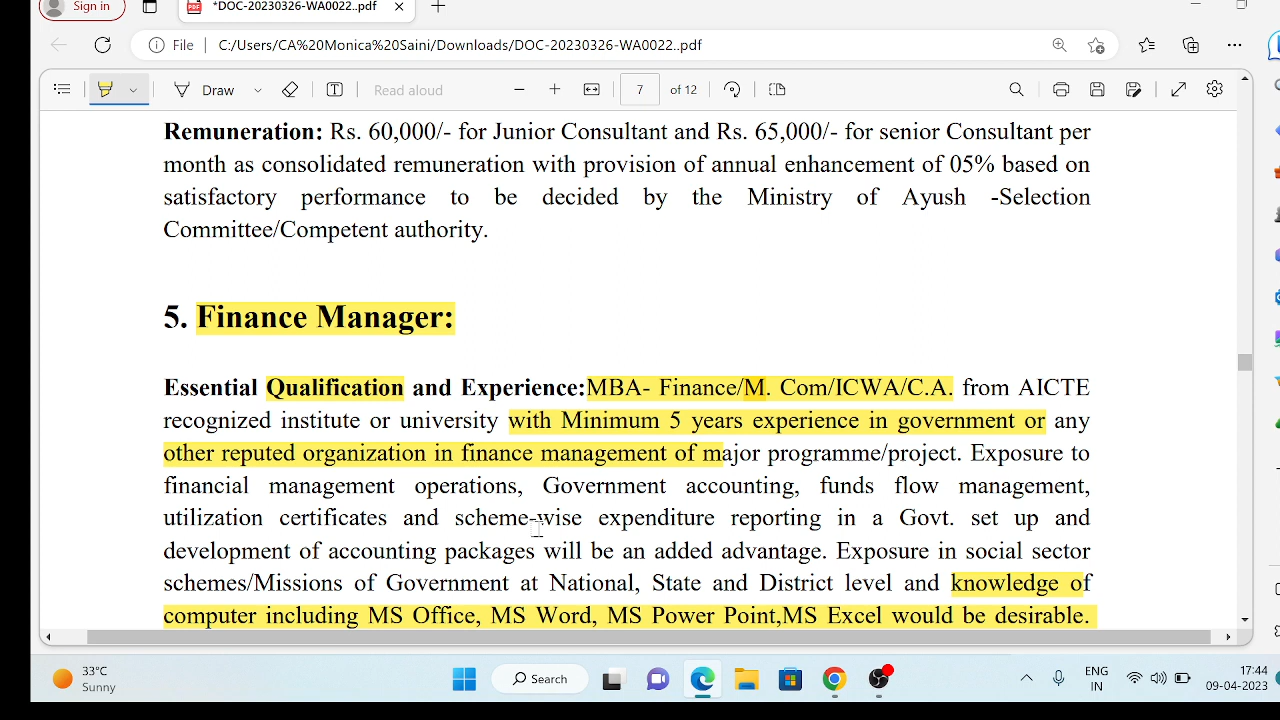 Sign in
*DOC-20230326-WA0022..pdf
File C:/Users/CA%20Monica%20Saini/Downloads/DOC-20230326-WA0022..pdf
Draw
Read aloud
7 of 12
Remuneration: Rs. 60,000/- for Junior Consultant and Rs. 65,000/- for senior Consultant per
month as consolidated remuneration with provision of annual enhancement of 05% based on
satisfactory performance to be decided by the Ministry of Ayush -Selection
Committee/Competent authority.
5. Finance Manager:
Essential Qualification and Experience:MBA- Finance/M. Com/ICWA/C.A. from AICTE
recognized institute or university with Minimum 5 years experience in government or any
other reputed organization in finance management of major programme/project. Exposure to
financial management operations, Government accounting, funds flow management,
utilization certificates and scheme-wise expenditure reporting in a Govt. set up and
development of accounting packages will be an added advantage. Exposure in social sector
schemes/Missions of Government at National, State and District level and knowledge of
computer including MS Office, MS Word, MS Power Point,MS Excel would be desirable.
33°C
Sunny
Search
ENG
IN
17:44
09-04-2023